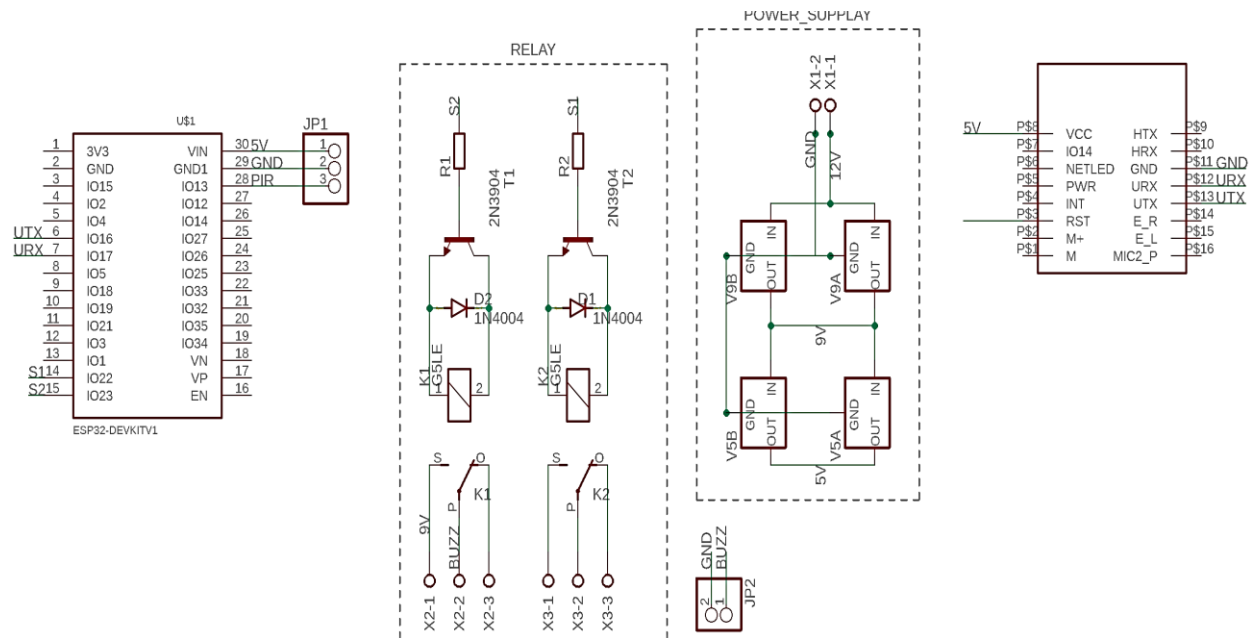 POWER_SUPPLAY
RELAY
U$1
JP1
1 3V3 VIN 30 5V 1
2 GND GND1 29 GND 2
3 IO15 IO13 28 PIR 3
4 IO2 IO12 27
5 IO4 IO14 26
UTX 6 IO16 IO27 25
URX 7 IO17 IO26 24
8 IO5 IO25 23
9 IO18 IO33 22
10 IO19 IO32 21
11 IO21 IO35 20
12 IO3 IO34 19
13 IO1 VN 18
S1 14 IO22 VP 17
S2 15 IO23 EN 16
ESP32-DEVKITV1
S2
R1
2N3904
T1
D2
1N4004
K1
G5LE
1 2
S O
K1
P
9V
BUZZ
X2-1
X2-2
X2-3
S1
R2
2N3904
T2
D1
1N4004
K2
G5LE
1 2
S O
K2
P
X3-1
X3-2
X3-3
X1-2
X1-1
GND
12V
V9B
GND
IN
OUT
V9A
GND
IN
OUT
9V
V5B
GND
IN
OUT
V5A
GND
IN
OUT
5V
GND
BUZZ
2
1
JP2
5V P$8 VCC HTX P$9
P$7 IO14 HRX P$10
P$6 NETLED GND P$11 GND
P$5 PWR URX P$12 URX
P$4 INT UTX P$13 UTX
P$3 RST E_R P$14
P$2 M+ E_L P$15
P$1 M MIC2_P P$16